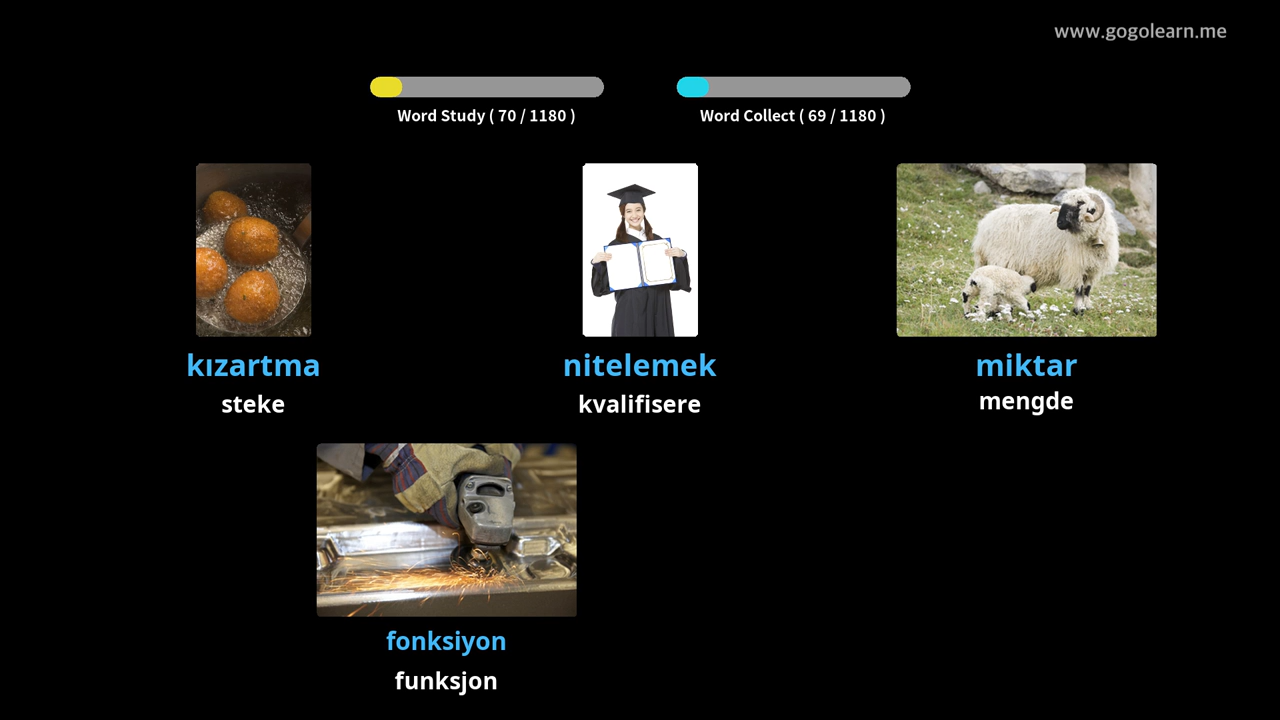 www.gogolearn.me
Word Study ( 70 / 1180 )
Word Collect ( 69 / 1180 )
kızartma
steke
nitelemek
kvalifisere
miktar
mengde
fonksiyon
funksjon